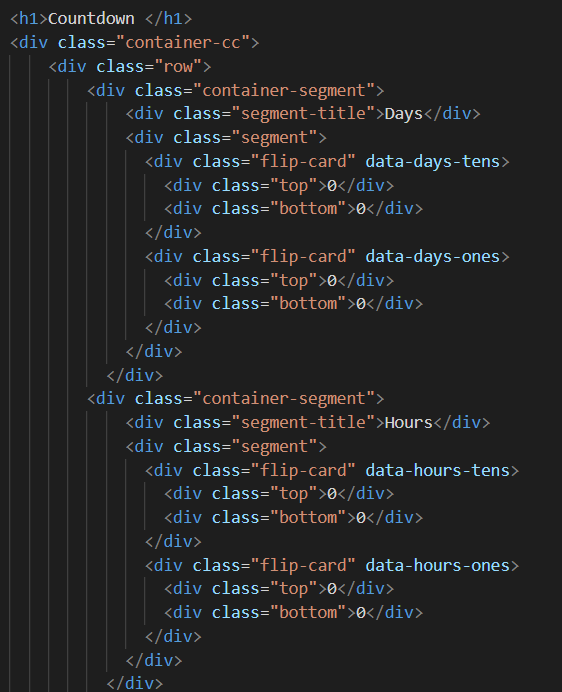 <h1>Countdown </h1>
<div class="container-cc">
<div class="row">
<div class="container-segment">
<div class="segment-title">Days</div>
<div class="segment">
<div class="flip-card" data-days-tens>
<div class="top">0</div>
<div class="bottom">0</div>
</div>
<div class="flip-card" data-days-ones>
<div class="top">0</div>
<div class="bottom">0</div>
</div>
</div>
</div>
<div class="container-segment">
<div class="segment-title">Hours</div>
<div class="segment">
<div class="flip-card" data-hours-tens>
<div class="top">0</div>
<div class="bottom">0</div>
</div>
<div class="flip-card" data-hours-ones>
<div class="top">0</div>
<div class="bottom">0</div>
</div>
</div>
</div>